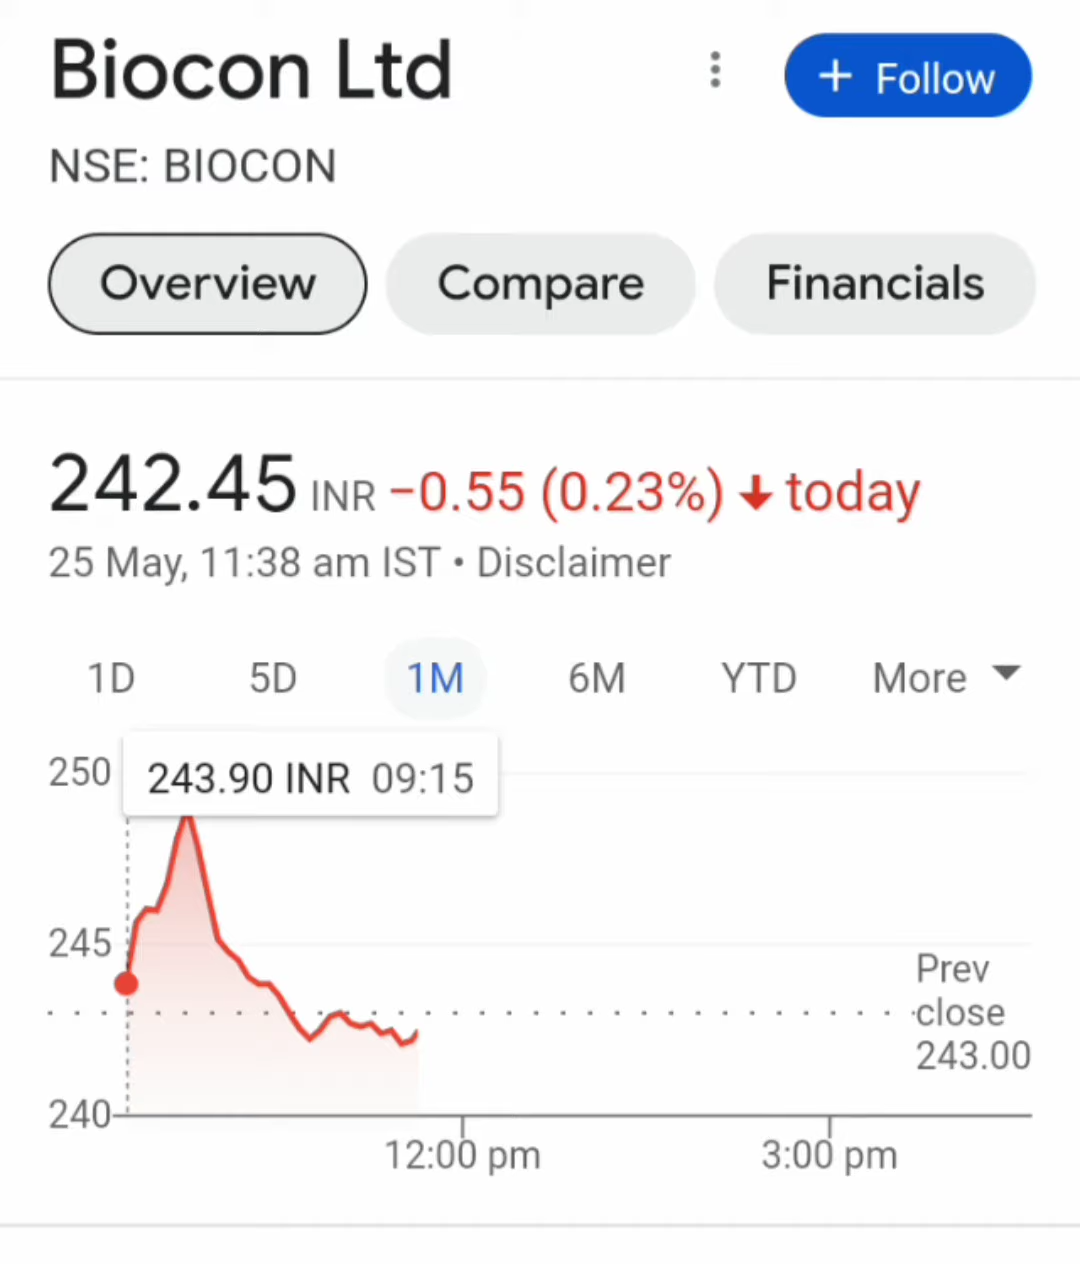 Biocon Ltd
+ Follow
NSE: BIOCON
Overview Compare Financials
242.45 INR −0.55 (0.23%) ↓ today
25 May, 11:38 am IST • Disclaimer
1D 5D 1M 6M YTD More
250
243.90 INR 09:15
245
Prev
close
243.00
240
12:00 pm 3:00 pm